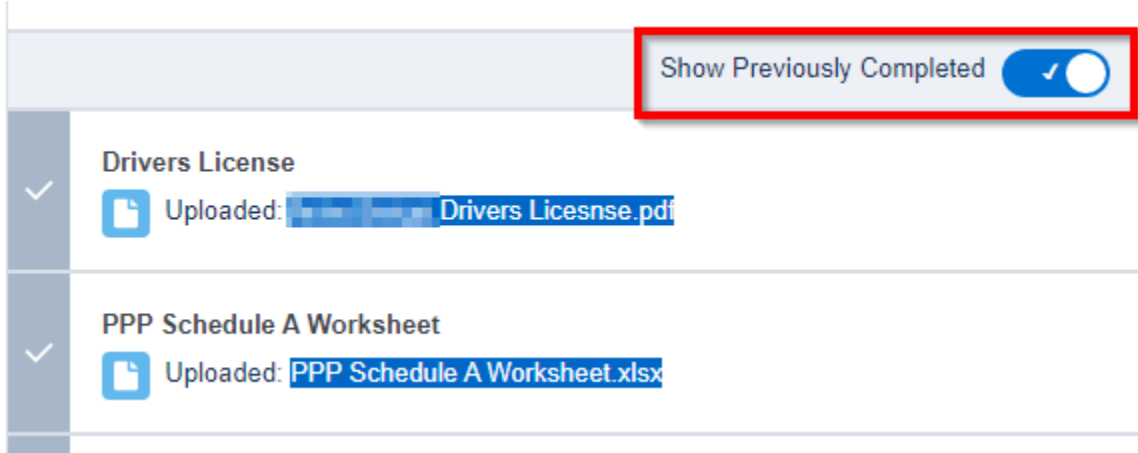 Show Previously Completed
Drivers License
Uploaded: Drivers Licesnse.pdf
PPP Schedule A Worksheet
Uploaded: PPP Schedule A Worksheet.xlsx